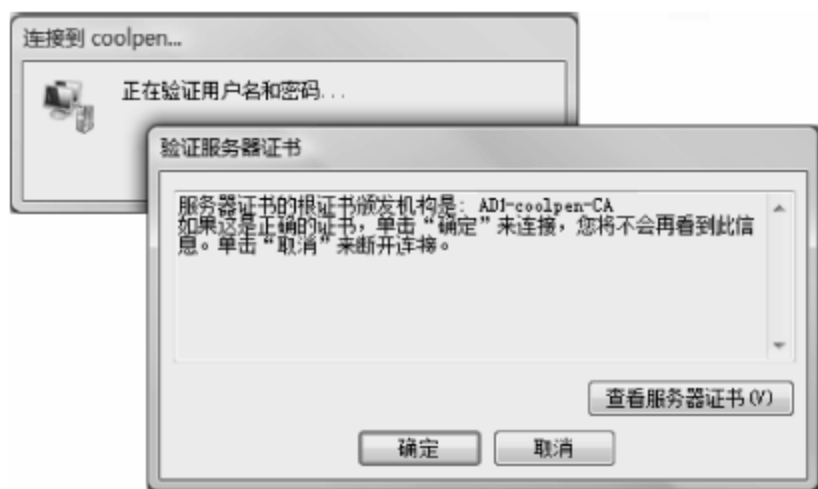 连接到 coolpen...
正在验证用户名和密码...
验证服务器证书
服务器证书的根证书颁发机构是: AD1-coolpen-CA
如果这是正确的证书，单击“确定”来连接，您将不会再看到此信
息。单击“取消”来断开连接。
查看服务器证书(V)
确定
取消